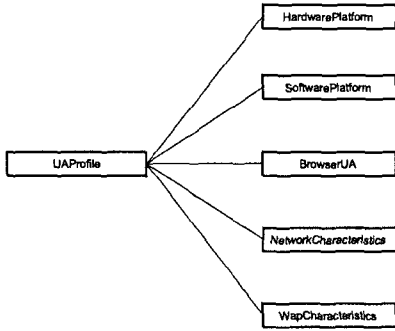 HardwarePlatform
SoftwarePlatform
UAProfile
BrowserUA
NetworkCharacteristics
WapCharacteristics